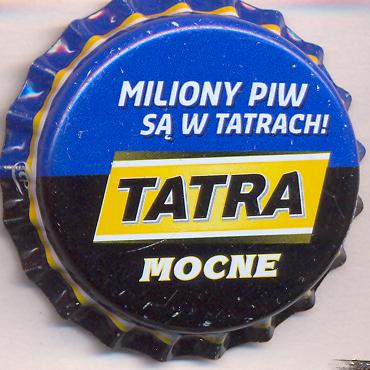 MILIONY PIW
SĄ W TATRACH!
TATRA
MOCNE